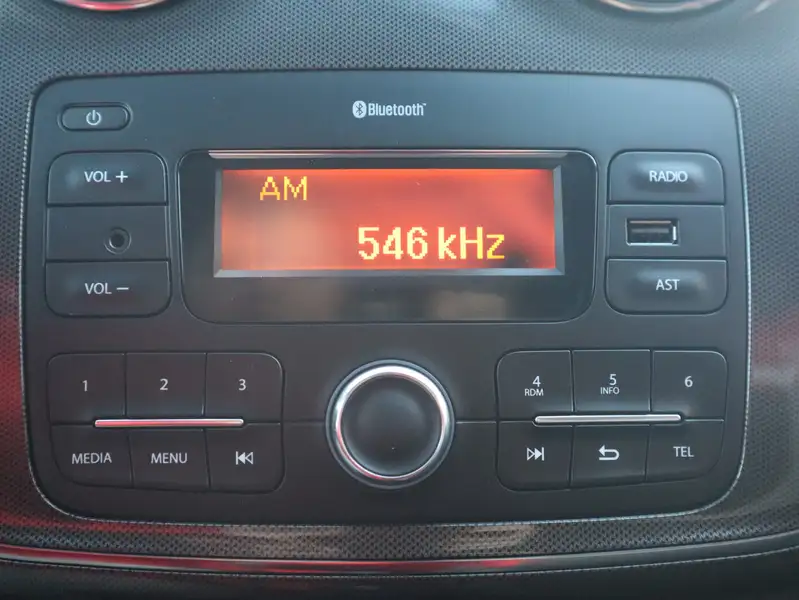 Bluetooth
VOL +
AM
RADIO
546 kHz
VOL −
AST
1 2 3
4 5 6
RDM INFO
MEDIA MENU
TEL